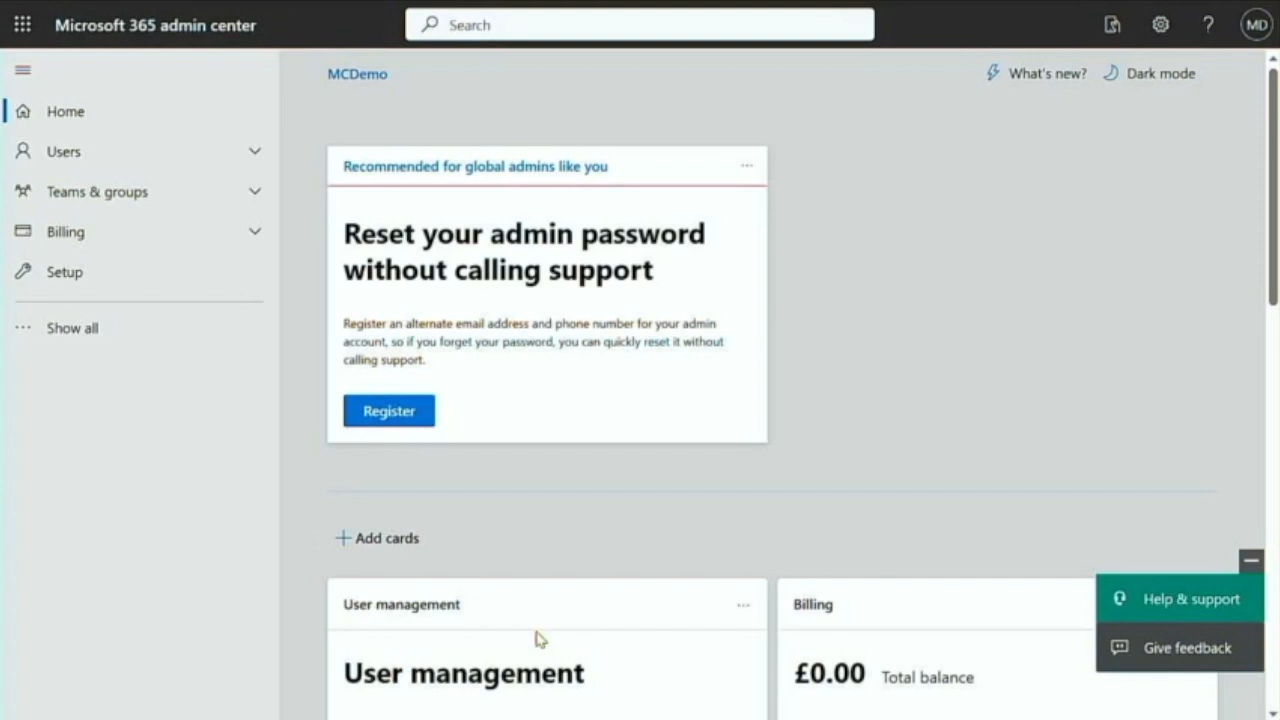 Microsoft 365 admin center
Search
MD
MCDemo
What's new?
Dark mode
Home
Users
Teams & groups
Billing
Setup
Show all
Recommended for global admins like you
Reset your admin password
without calling support
Register an alternate email address and phone number for your admin
account, so if you forget your password, you can quickly reset it without
calling support.
Register
Add cards
User management
User management
Billing
£0.00 Total balance
Help & support
Give feedback